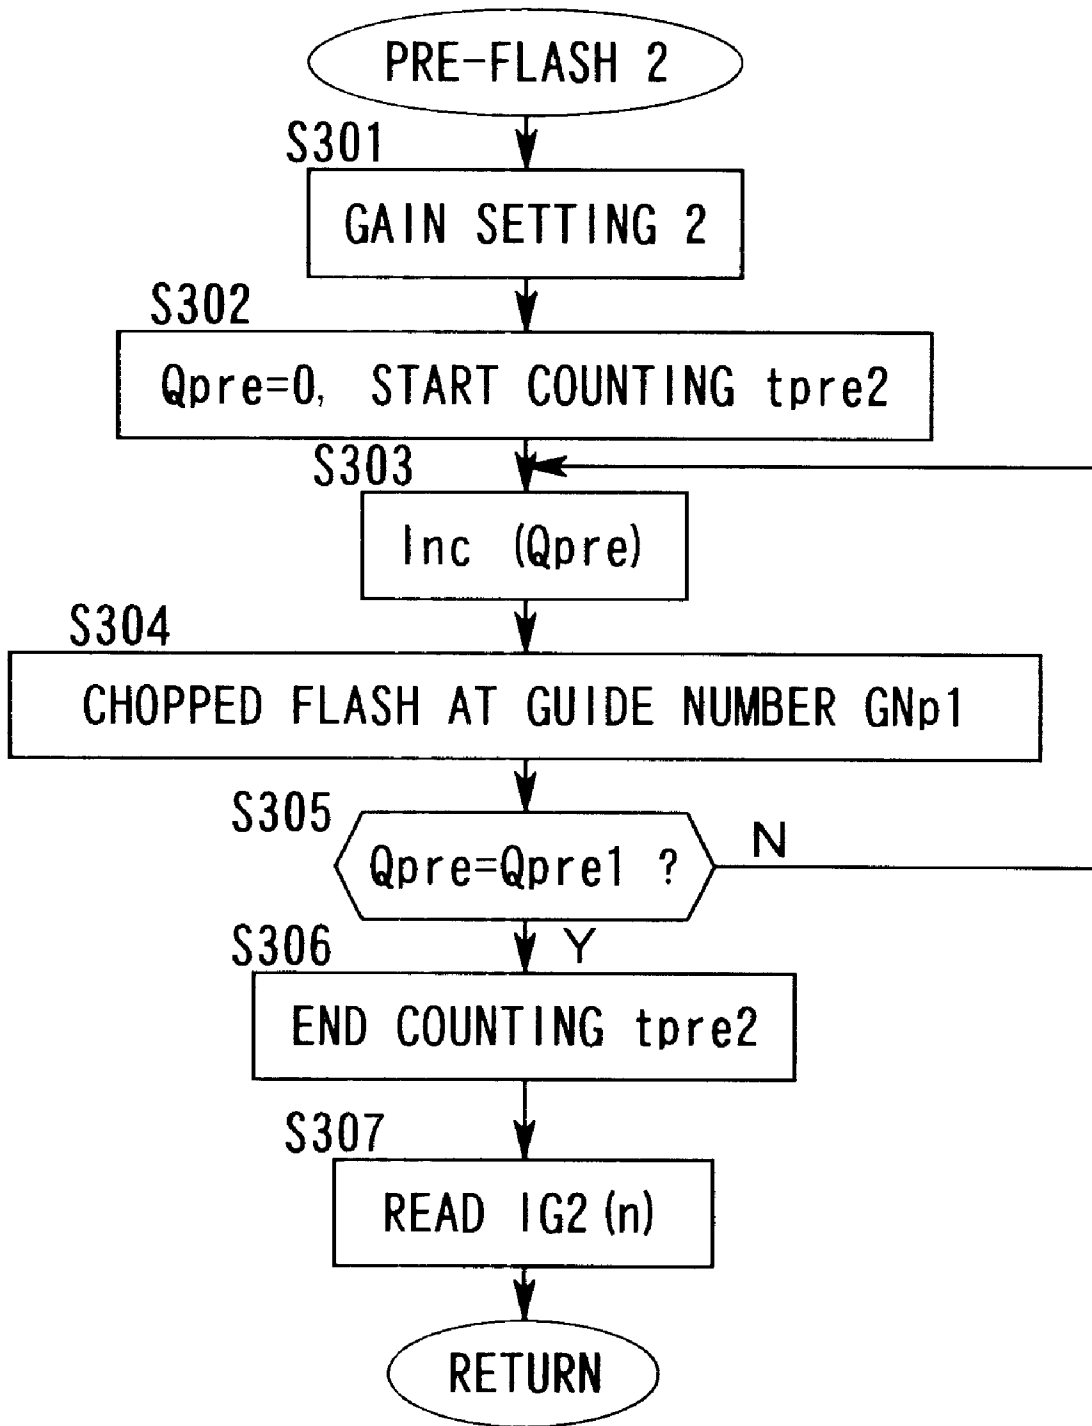 PRE-FLASH 2
S301
GAIN SETTING 2
S302
Qpre=0, START COUNTING tpre2
S303
Inc (Qpre)
S304
CHOPPED FLASH AT GUIDE NUMBER GNp1
S305
Qpre=Qpre1 ?
N
Y
S306
END COUNTING tpre2
S307
READ IG2(n)
RETURN